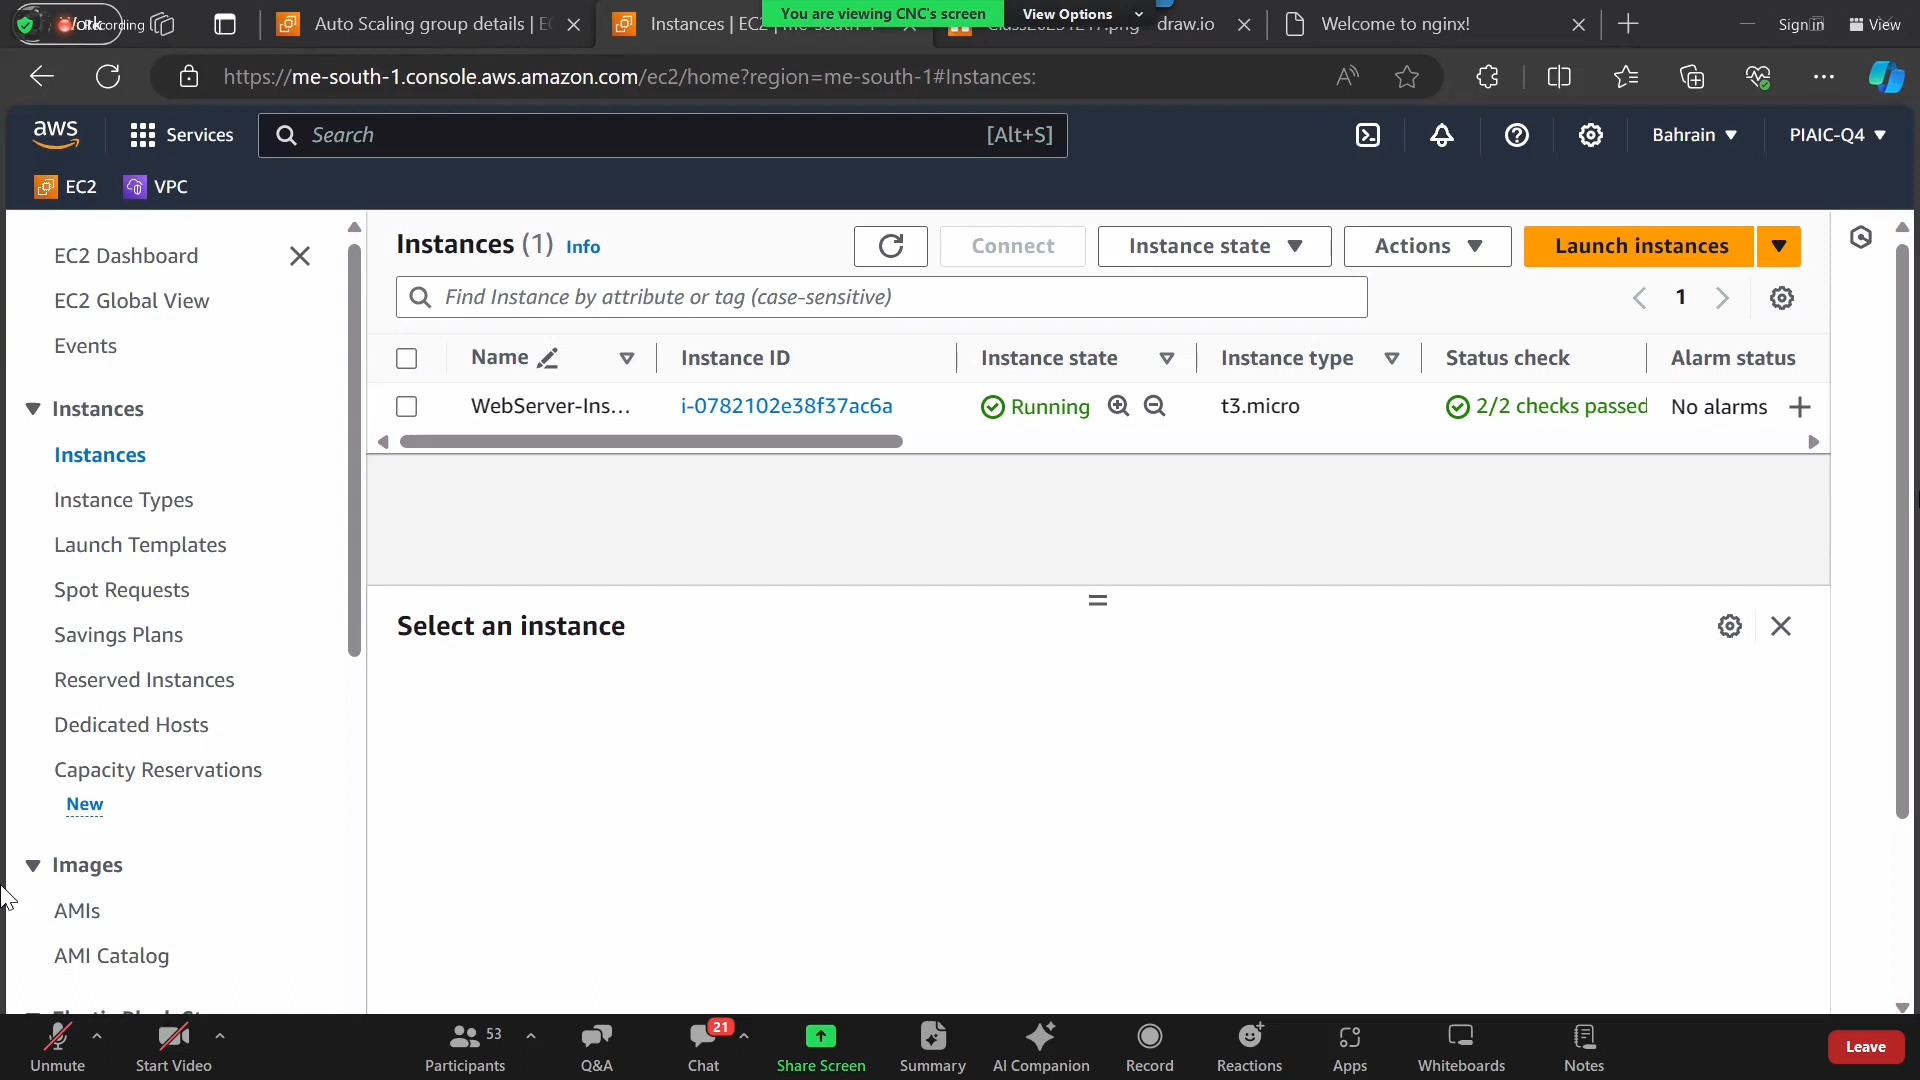 Recording
Auto Scaling group details | EC
Instances | EC2 | me-south-1
You are viewing CNC's screen
View Options
draw.io
Welcome to nginx!
Sign in
View
https://me-south-1.console.aws.amazon.com/ec2/home?region=me-south-1#Instances:
aws
Services
Search
[Alt+S]
Bahrain
PIAIC-Q4
EC2
VPC
EC2 Dashboard
EC2 Global View
Events
Instances
Instances
Instance Types
Launch Templates
Spot Requests
Savings Plans
Reserved Instances
Dedicated Hosts
Capacity Reservations
New
Images
AMIs
AMI Catalog
Instances (1) Info
Connect
Instance state
Actions
Launch instances
Find Instance by attribute or tag (case-sensitive)
1
Name
Instance ID
Instance state
Instance type
Status check
Alarm status
WebServer-Ins...
i-0782102e38f37ac6a
Running
t3.micro
2/2 checks passed
No alarms
Select an instance
Unmute
Start Video
53
Participants
Q&A
21
Chat
Share Screen
Summary
AI Companion
Record
Reactions
Apps
Whiteboards
Notes
Leave